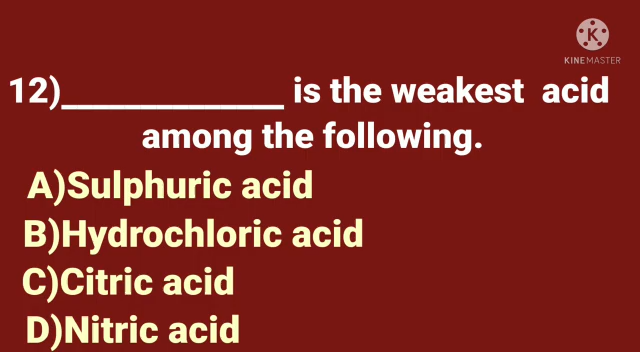 K
KINEMASTER
12)____________ is the weakest acid
among the following.
A)Sulphuric acid
B)Hydrochloric acid
C)Citric acid
D)Nitric acid